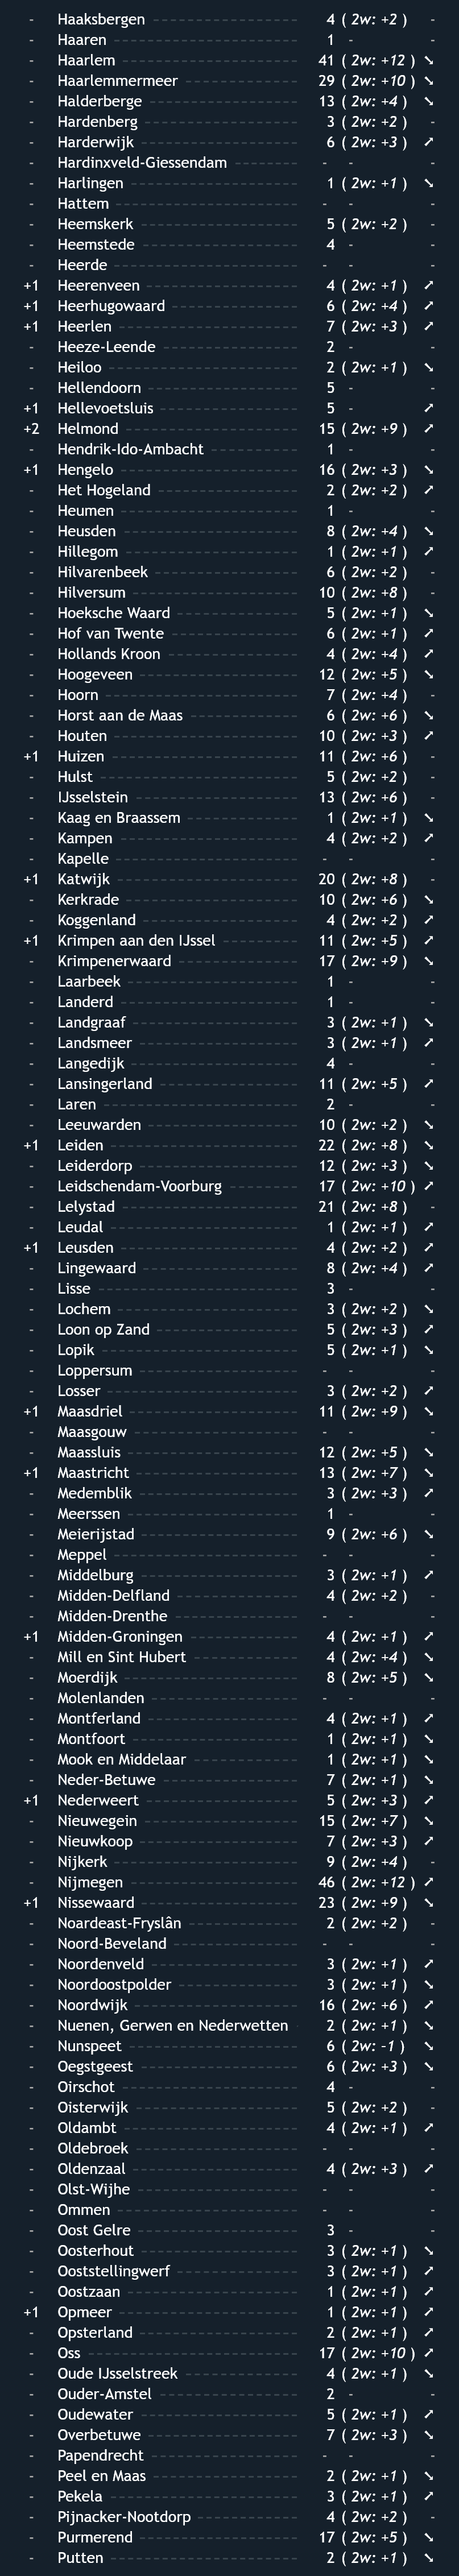 - Haaksbergen 4 ( 2w: +2 ) -
- Haaren 1 - -
- Haarlem 41 ( 2w: +12 ) ➘
- Haarlemmermeer 29 ( 2w: +10 ) ➘
- Halderberge 13 ( 2w: +4 ) ➘
- Hardenberg 3 ( 2w: +2 ) -
- Harderwijk 6 ( 2w: +3 ) ➚
- Hardinxveld-Giessendam - - -
- Harlingen 1 ( 2w: +1 ) ➘
- Hattem - - -
- Heemskerk 5 ( 2w: +2 ) -
- Heemstede 4 - -
- Heerde - - -
+1 Heerenveen 4 ( 2w: +1 ) ➚
+1 Heerhugowaard 6 ( 2w: +4 ) ➚
+1 Heerlen 7 ( 2w: +3 ) ➚
- Heeze-Leende 2 - -
- Heiloo 2 ( 2w: +1 ) ➘
- Hellendoorn 5 - -
+1 Hellevoetsluis 5 - ➚
+2 Helmond 15 ( 2w: +9 ) ➚
- Hendrik-Ido-Ambacht 1 - -
+1 Hengelo 16 ( 2w: +3 ) ➘
- Het Hogeland 2 ( 2w: +2 ) ➚
- Heumen 1 - -
- Heusden 8 ( 2w: +4 ) ➘
- Hillegom 1 ( 2w: +1 ) ➚
- Hilvarenbeek 6 ( 2w: +2 ) -
- Hilversum 10 ( 2w: +8 ) -
- Hoeksche Waard 5 ( 2w: +1 ) ➘
- Hof van Twente 6 ( 2w: +1 ) ➚
- Hollands Kroon 4 ( 2w: +4 ) ➚
- Hoogeveen 12 ( 2w: +5 ) ➘
- Hoorn 7 ( 2w: +4 ) -
- Horst aan de Maas 6 ( 2w: +6 ) ➘
- Houten 10 ( 2w: +3 ) ➚
+1 Huizen 11 ( 2w: +6 ) -
- Hulst 5 ( 2w: +2 ) -
- IJsselstein 13 ( 2w: +6 ) -
- Kaag en Braassem 1 ( 2w: +1 ) ➘
- Kampen 4 ( 2w: +2 ) ➚
- Kapelle - - -
+1 Katwijk 20 ( 2w: +8 ) -
- Kerkrade 10 ( 2w: +6 ) ➘
- Koggenland 4 ( 2w: +2 ) ➚
+1 Krimpen aan den IJssel 11 ( 2w: +5 ) ➚
- Krimpenerwaard 17 ( 2w: +9 ) ➘
- Laarbeek 1 - -
- Landerd 1 - -
- Landgraaf 3 ( 2w: +1 ) ➘
- Landsmeer 3 ( 2w: +1 ) ➚
- Langedijk 4 - -
- Lansingerland 11 ( 2w: +5 ) ➚
- Laren 2 - -
- Leeuwarden 10 ( 2w: +2 ) ➘
+1 Leiden 22 ( 2w: +8 ) ➘
- Leiderdorp 12 ( 2w: +3 ) ➘
- Leidschendam-Voorburg 17 ( 2w: +10 ) ➚
- Lelystad 21 ( 2w: +8 ) -
- Leudal 1 ( 2w: +1 ) ➚
+1 Leusden 4 ( 2w: +2 ) ➚
- Lingewaard 8 ( 2w: +4 ) ➚
- Lisse 3 - -
- Lochem 3 ( 2w: +2 ) ➘
- Loon op Zand 5 ( 2w: +3 ) ➚
- Lopik 5 ( 2w: +1 ) ➘
- Loppersum - - -
- Losser 3 ( 2w: +2 ) ➚
+1 Maasdriel 11 ( 2w: +9 ) ➘
- Maasgouw - - -
- Maassluis 12 ( 2w: +5 ) ➘
+1 Maastricht 13 ( 2w: +7 ) ➘
- Medemblik 3 ( 2w: +3 ) ➚
- Meerssen 1 - -
- Meierijstad 9 ( 2w: +6 ) ➘
- Meppel - - -
- Middelburg 3 ( 2w: +1 ) ➚
- Midden-Delfland 4 ( 2w: +2 ) -
- Midden-Drenthe - - -
+1 Midden-Groningen 4 ( 2w: +1 ) ➚
- Mill en Sint Hubert 4 ( 2w: +4 ) ➘
- Moerdijk 8 ( 2w: +5 ) ➘
- Molenlanden - - -
- Montferland 4 ( 2w: +1 ) ➚
- Montfoort 1 ( 2w: +1 ) ➘
- Mook en Middelaar 1 ( 2w: +1 ) ➘
- Neder-Betuwe 7 ( 2w: +1 ) ➘
+1 Nederweert 5 ( 2w: +3 ) ➚
- Nieuwegein 15 ( 2w: +7 ) ➘
- Nieuwkoop 7 ( 2w: +3 ) ➚
- Nijkerk 9 ( 2w: +4 ) -
- Nijmegen 46 ( 2w: +12 ) ➚
+1 Nissewaard 23 ( 2w: +9 ) ➘
- Noardeast-Fryslân 2 ( 2w: +2 ) -
- Noord-Beveland - - -
- Noordenveld 3 ( 2w: +1 ) ➚
- Noordoostpolder 3 ( 2w: +1 ) ➘
- Noordwijk 16 ( 2w: +6 ) ➚
- Nuenen, Gerwen en Nederwetten 2 ( 2w: +1 ) ➘
- Nunspeet 6 ( 2w: -1 ) ➘
- Oegstgeest 6 ( 2w: +3 ) ➘
- Oirschot 4 - -
- Oisterwijk 5 ( 2w: +2 ) -
- Oldambt 4 ( 2w: +1 ) ➚
- Oldebroek - - -
- Oldenzaal 4 ( 2w: +3 ) ➚
- Olst-Wijhe - - -
- Ommen - - -
- Oost Gelre 3 - -
- Oosterhout 3 ( 2w: +1 ) ➘
- Ooststellingwerf 3 ( 2w: +1 ) ➚
- Oostzaan 1 ( 2w: +1 ) ➚
+1 Opmeer 1 ( 2w: +1 ) ➚
- Opsterland 2 ( 2w: +1 ) ➚
- Oss 17 ( 2w: +10 ) ➚
- Oude IJsselstreek 4 ( 2w: +1 ) ➘
- Ouder-Amstel 2 - -
- Oudewater 5 ( 2w: +1 ) ➚
- Overbetuwe 7 ( 2w: +3 ) ➘
- Papendrecht - - -
- Peel en Maas 2 ( 2w: +1 ) ➘
- Pekela 3 ( 2w: +1 ) ➚
- Pijnacker-Nootdorp 4 ( 2w: +2 ) -
- Purmerend 17 ( 2w: +5 ) ➘
- Putten 2 ( 2w: +1 ) ➘